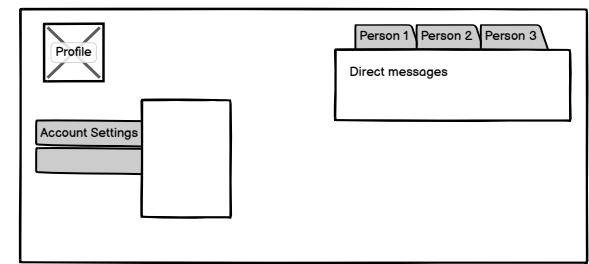 Profile
Person 1
Person 2
Person 3
Direct messages
Account Settings